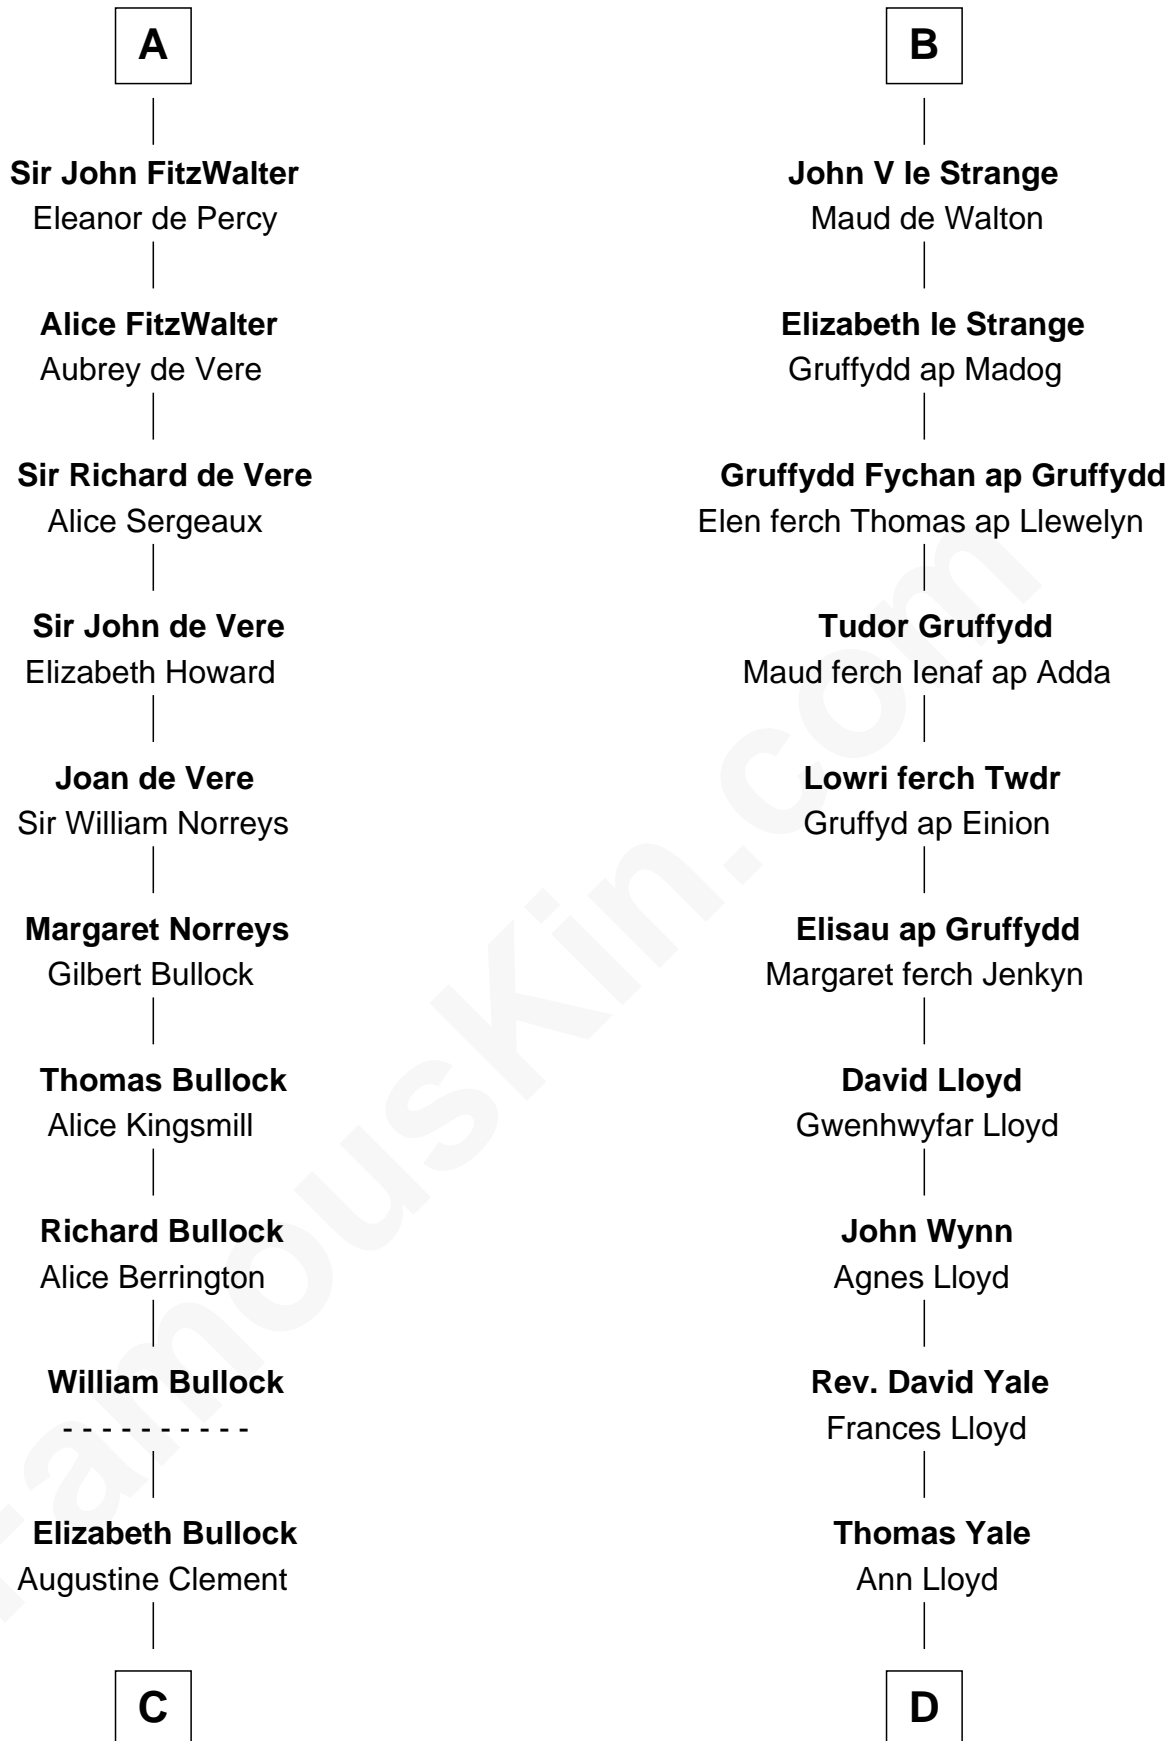 A
Sir John FitzWalter
Eleanor de Percy
Alice FitzWalter
Aubrey de Vere
Sir Richard de Vere
Alice Sergeaux
Sir John de Vere
Elizabeth Howard
Joan de Vere
Sir William Norreys
Margaret Norreys
Gilbert Bullock
Thomas Bullock
Alice Kingsmill
Richard Bullock
Alice Berrington
William Bullock
- - - - - - - - - -
Elizabeth Bullock
Augustine Clement
C
B
John V le Strange
Maud de Walton
Elizabeth le Strange
Gruffydd ap Madog
Gruffydd Fychan ap Gruffydd
Elen ferch Thomas ap Llewelyn
Tudor Gruffydd
Maud ferch Ienaf ap Adda
Lowri ferch Twdr
Gruffyd ap Einion
Elisau ap Gruffydd
Margaret ferch Jenkyn
David Lloyd
Gwenhwyfar Lloyd
John Wynn
Agnes Lloyd
Rev. David Yale
Frances Lloyd
Thomas Yale
Ann Lloyd
D
FamousKin.com